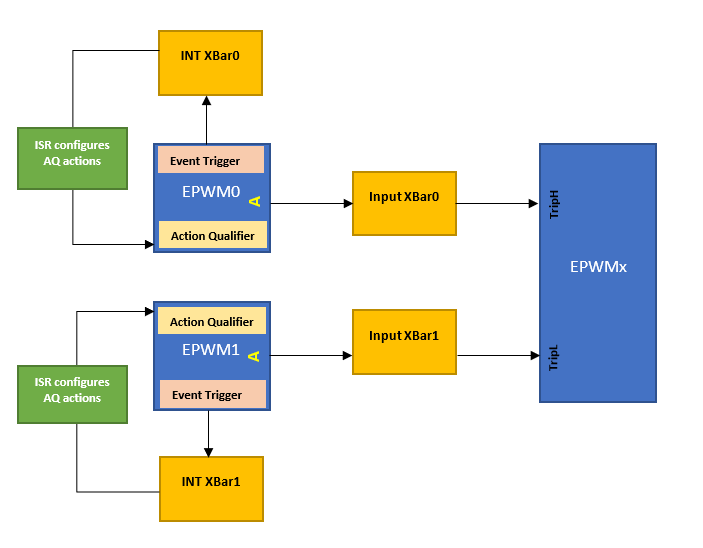 INT XBar0
ISR configures
AQ actions
Event Trigger
EPWM0
A
Action Qualifier
Input XBar0
TripH
EPWMx
Action Qualifier
EPWM1
A
Event Trigger
Input XBar1
TripL
ISR configures
AQ actions
INT XBar1